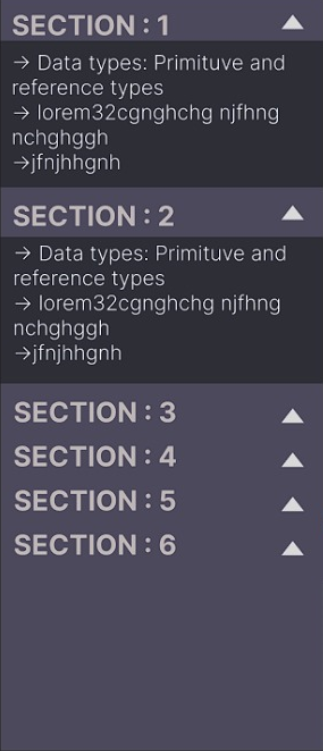 SECTION : 1
→ Data types: Primituve and
reference types
→ lorem32cgnghchg njfhng
nchghggh
→jfnjhhgnh
SECTION : 2
→ Data types: Primituve and
reference types
→ lorem32cgnghchg njfhng
nchghggh
→jfnjhhgnh
SECTION : 3
SECTION : 4
SECTION : 5
SECTION : 6